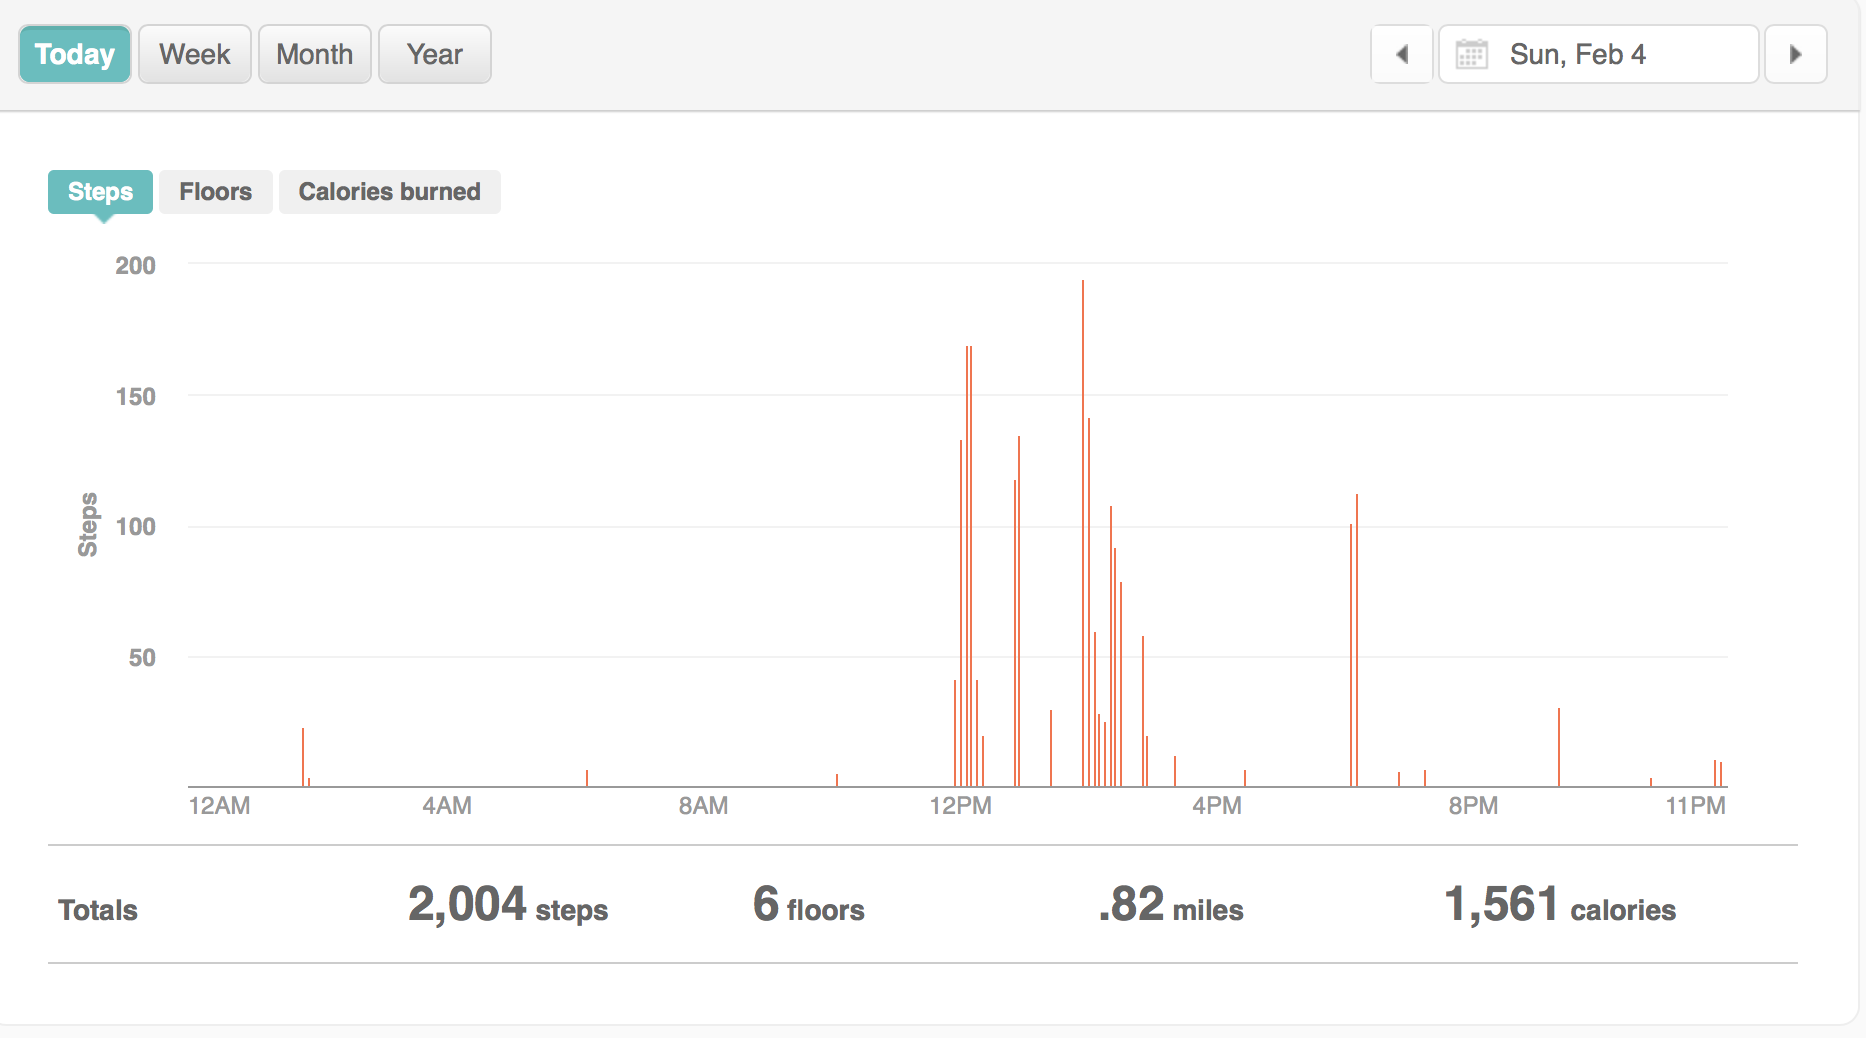 Today Week Month Year Sun, Feb 4
Steps Floors Calories burned
200
150
100
50
Steps
12AM 4AM 8AM 12PM 4PM 8PM 11PM
Totals 2,004 steps 6 floors .82 miles 1,561 calories